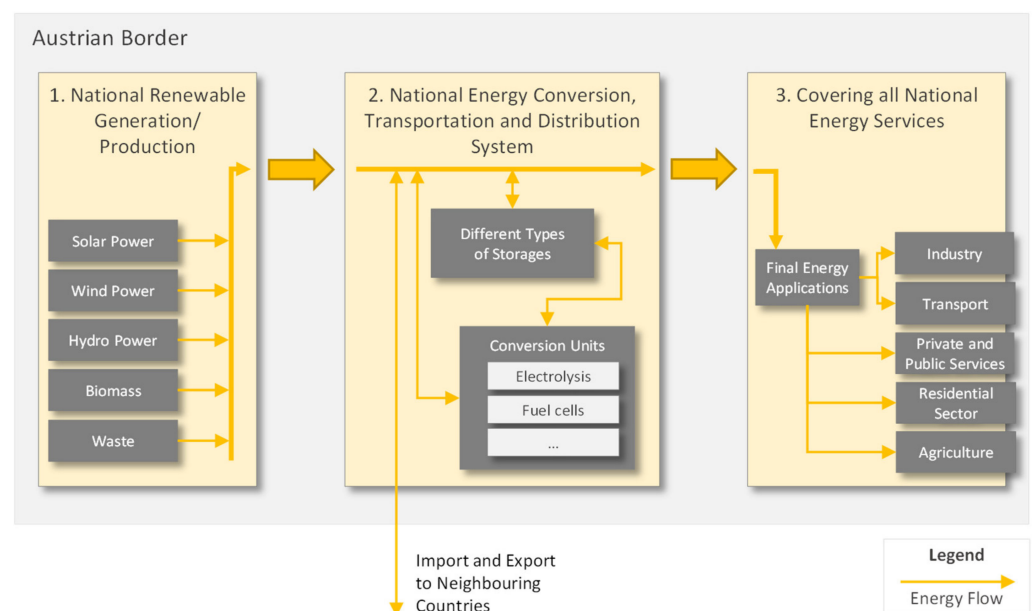 Austrian Border
1. National Renewable
Generation/
Production
Solar Power
Wind Power
Hydro Power
Biomass
Waste
2. National Energy Conversion,
Transportation and Distribution
System
Different Types
of Storages
Conversion Units
Electrolysis
Fuel cells
...
Import and Export
to Neighbouring
Countries
3. Covering all National
Energy Services
Final Energy
Applications
Industry
Transport
Private and
Public Services
Residential
Sector
Agriculture
Legend
Energy Flow